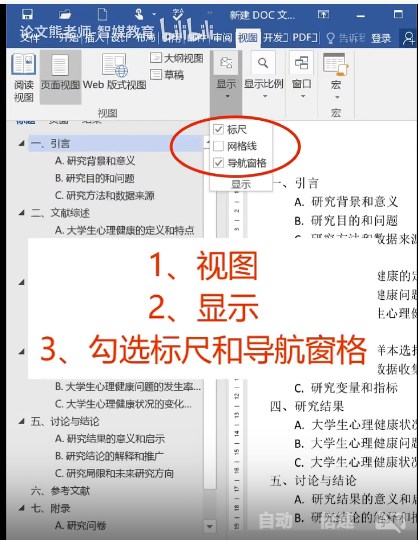 论文熊老师 智媒教育 bilibili
新建 DOC 文...
文件 开始 插入 设计 布局 审阅 视图 开发工 PDF 告诉我... 登录
阅读视图 页面视图 Web 版式视图 大纲视图 草稿 显示 显示比例 窗口 宏
视图 宏
标尺
网格线
导航窗格
显示
标题 页面 结果
一、引言
A. 研究背景和意义
B. 研究目的和问题
C. 研究方法和数据来源
二、文献综述
A. 大学生心理健康的定义和特点
1、视图
2、显示
3、勾选标尺和导航窗格
B. 大学生心理健康问题的发生率...
C. 大学生心理健康状况的变化...
五、讨论与结论
A. 研究结果的意义和启示
B. 研究结论的解释和推广
C. 研究局限和未来研究方向
六、参考文献
七、附录
A. 研究问卷
一、引言
A. 研究背景和意义
B. 研究目的和问题
C. 研究方法和数据来源
健康的定
健康问题
生心理健
样本选择
数据收集
C. 研究变量和指标
四、研究结果
A. 大学生心理健康状况
B. 大学生心理健康问题
C. 大学生心理健康状况
五、讨论与结论
A. 研究结果的意义和启
B. 研究结论的解释和推
自动